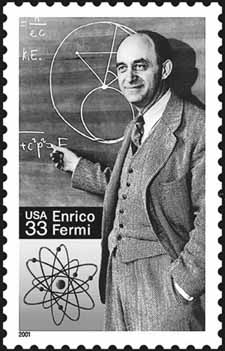 K.E.
USA
33
Enrico
Fermi
2001